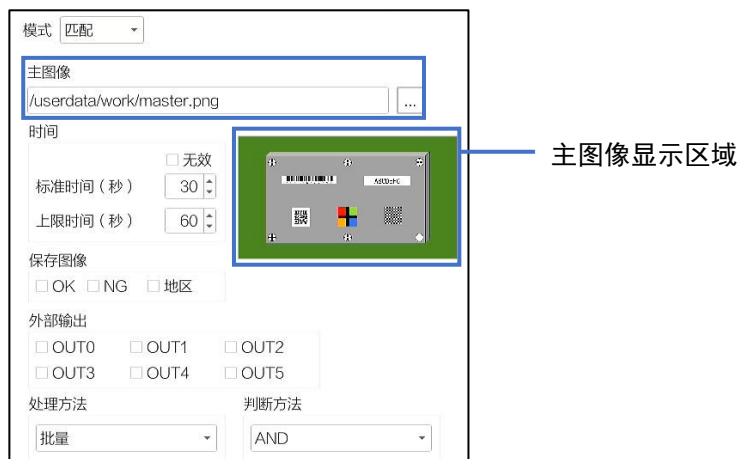 模式 匹配
主图像
/userdata/work/master.png ...
时间
无效
标准时间（秒） 30
上限时间（秒） 60
主图像显示区域
ABCDEFG
保存图像
OK NG 地区
外部输出
OUT0 OUT1 OUT2
OUT3 OUT4 OUT5
处理方法 判断方法
批量 AND